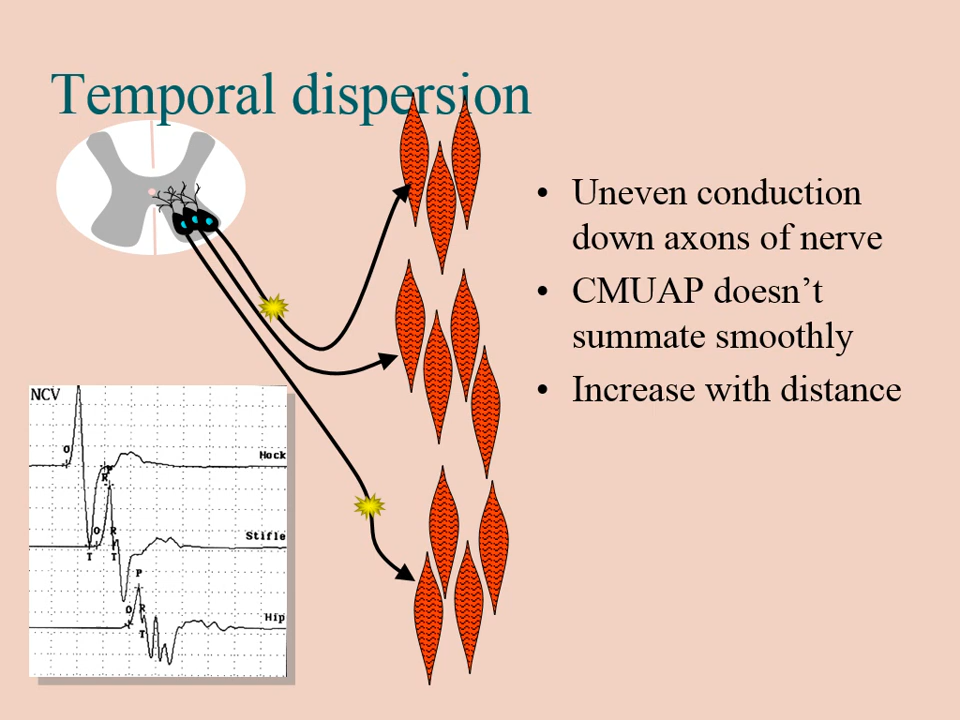 Temporal dispersion
• Uneven conduction
down axons of nerve
• CMUAP doesn’t
summate smoothly
• Increase with distance
NCV
O
Hock
P
R
O R
Stifle
T T
P
O R
Hip
T